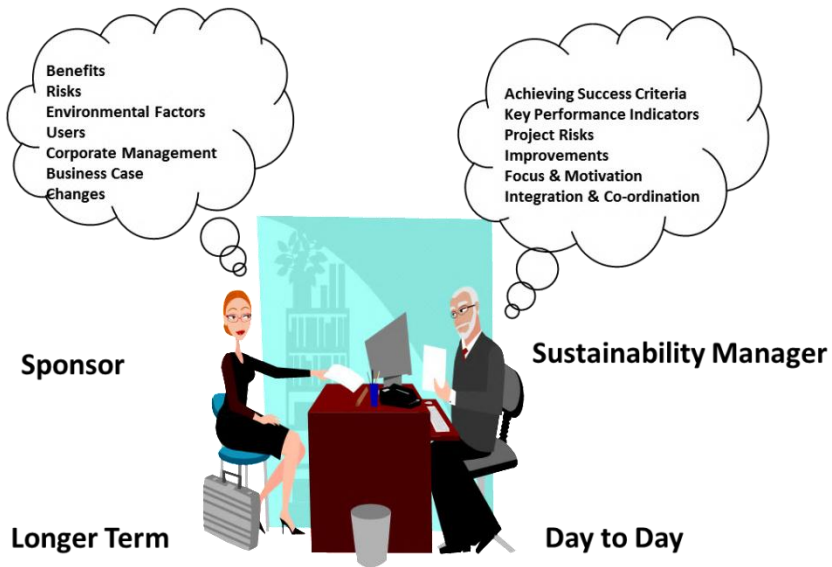 Benefits
Risks
Environmental Factors
Users
Corporate Management
Business Case
Changes
Achieving Success Criteria
Key Performance Indicators
Project Risks
Improvements
Focus & Motivation
Integration & Co-ordination
Sponsor
Sustainability Manager
Longer Term
Day to Day